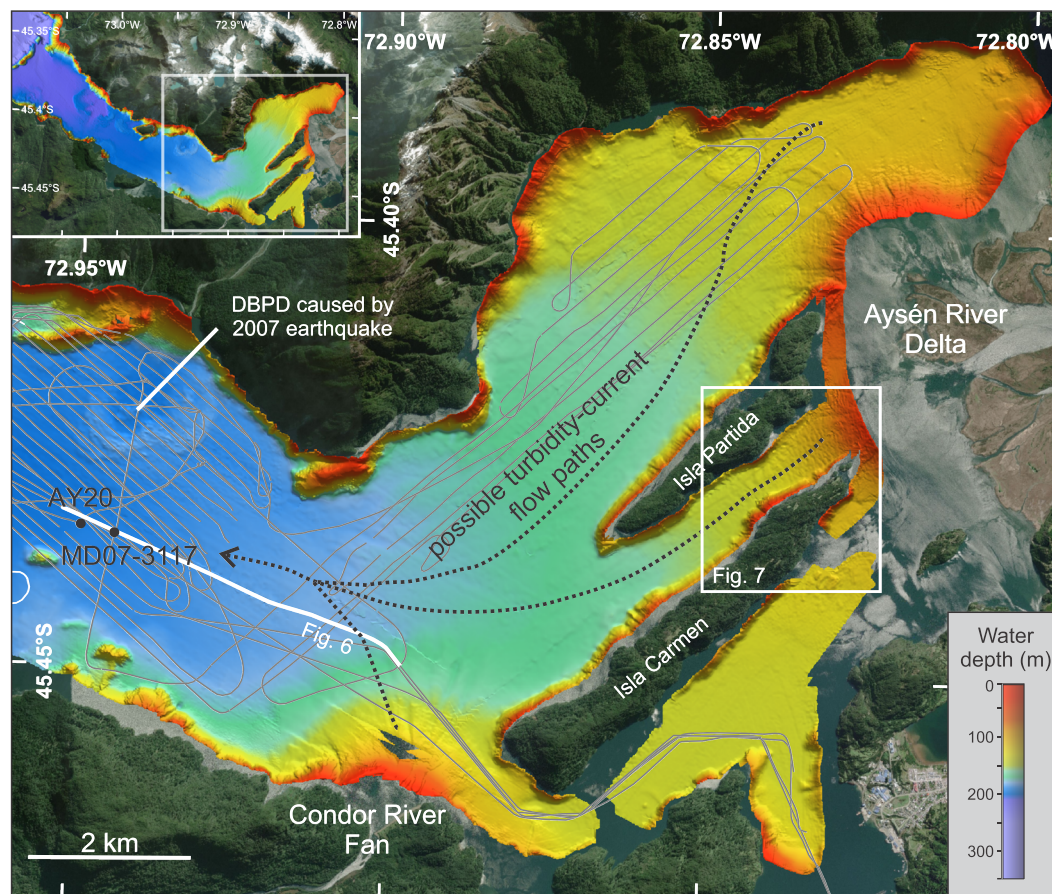 45.35°S
73.0°W
72.9°W
72.8°W
45.4°S
45.45°S
72.90°W
72.85°W
72.80°W
45.40°S
72.95°W
DBPD caused by
2007 earthquake
Aysén River
Delta
possible turbidity-current
flow paths
Isla Partida
AY20
MD07-3117
Fig. 7
Fig. 6
Isla Carmen
45.45°S
Condor River
Fan
2 km
Water
depth (m)
0
100
200
300